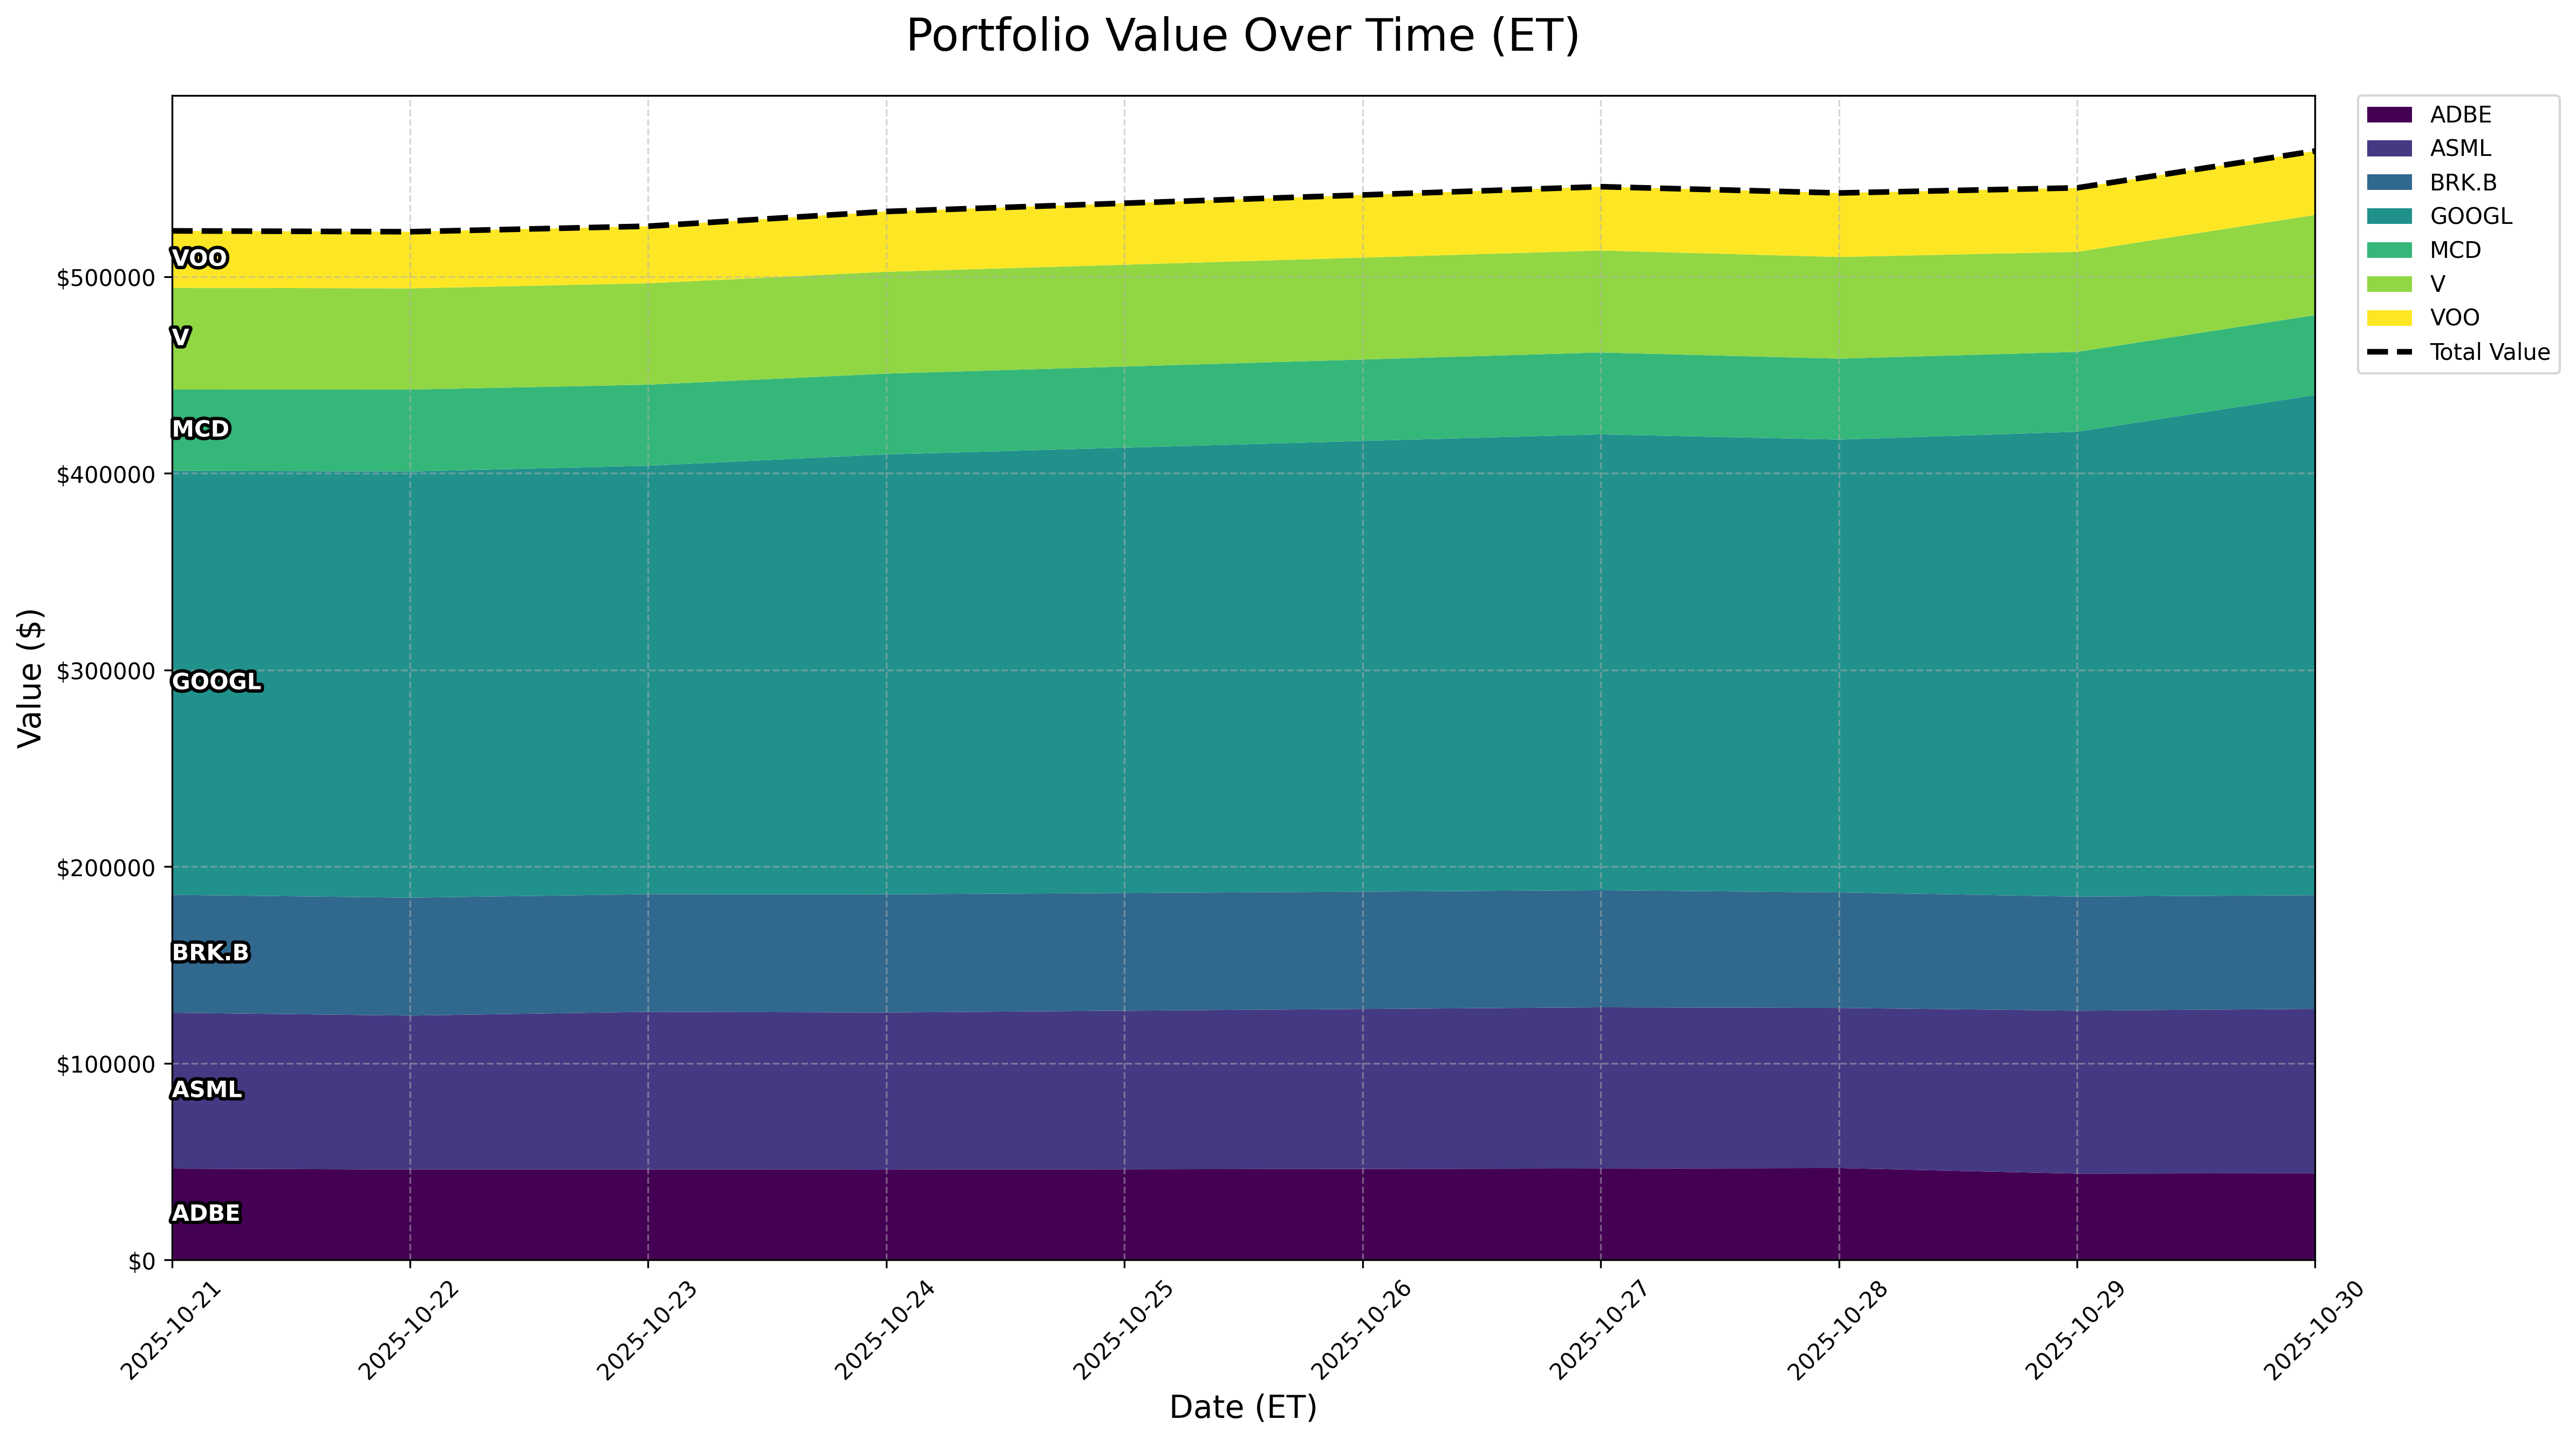 Portfolio Value Over Time (ET)
ADBE
ASML
BRK.B
GOOGL
MCD
V
VOO
Total Value
Value ($)
$500000
$400000
$300000
$200000
$100000
$0
VOO
V
MCD
GOOGL
BRK.B
ASML
ADBE
2025-10-21
2025-10-22
2025-10-23
2025-10-24
2025-10-25
2025-10-26
2025-10-27
2025-10-28
2025-10-29
2025-10-30
Date (ET)